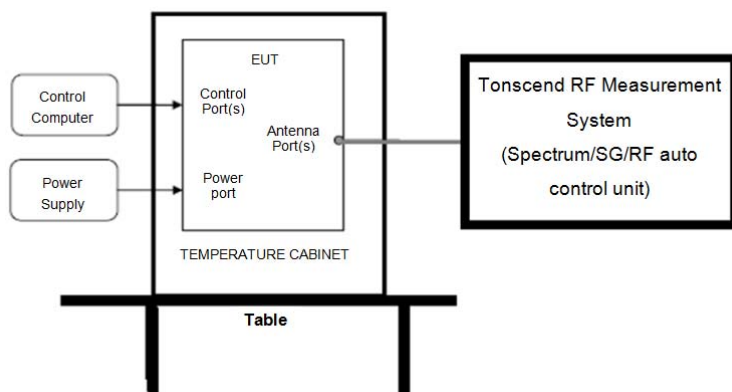 EUT
Control
Computer
Control
Port(s)
Antenna
Port(s)
Power
Supply
Power
port
TEMPERATURE CABINET
Table
Tonscend RF Measurement
System
(Spectrum/SG/RF auto
control unit)